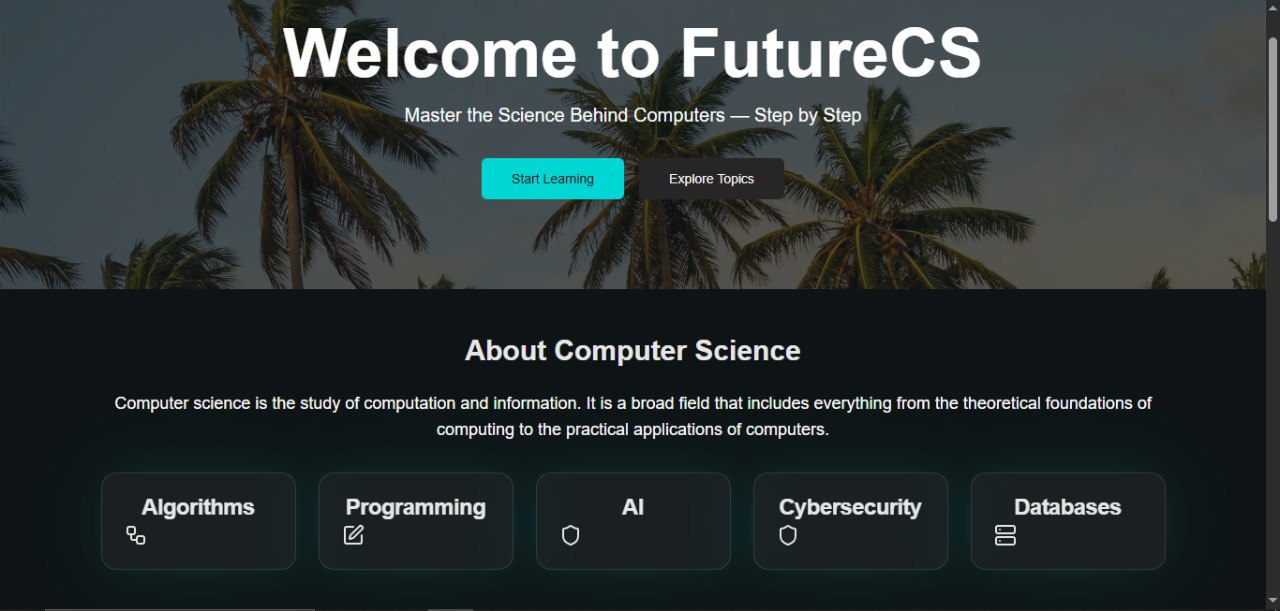 Welcome to FutureCS
Master the Science Behind Computers — Step by Step
Start Learning
Explore Topics
About Computer Science
Computer science is the study of computation and information. It is a broad field that includes everything from the theoretical foundations of
computing to the practical applications of computers.
Algorithms
Programming
AI
Cybersecurity
Databases